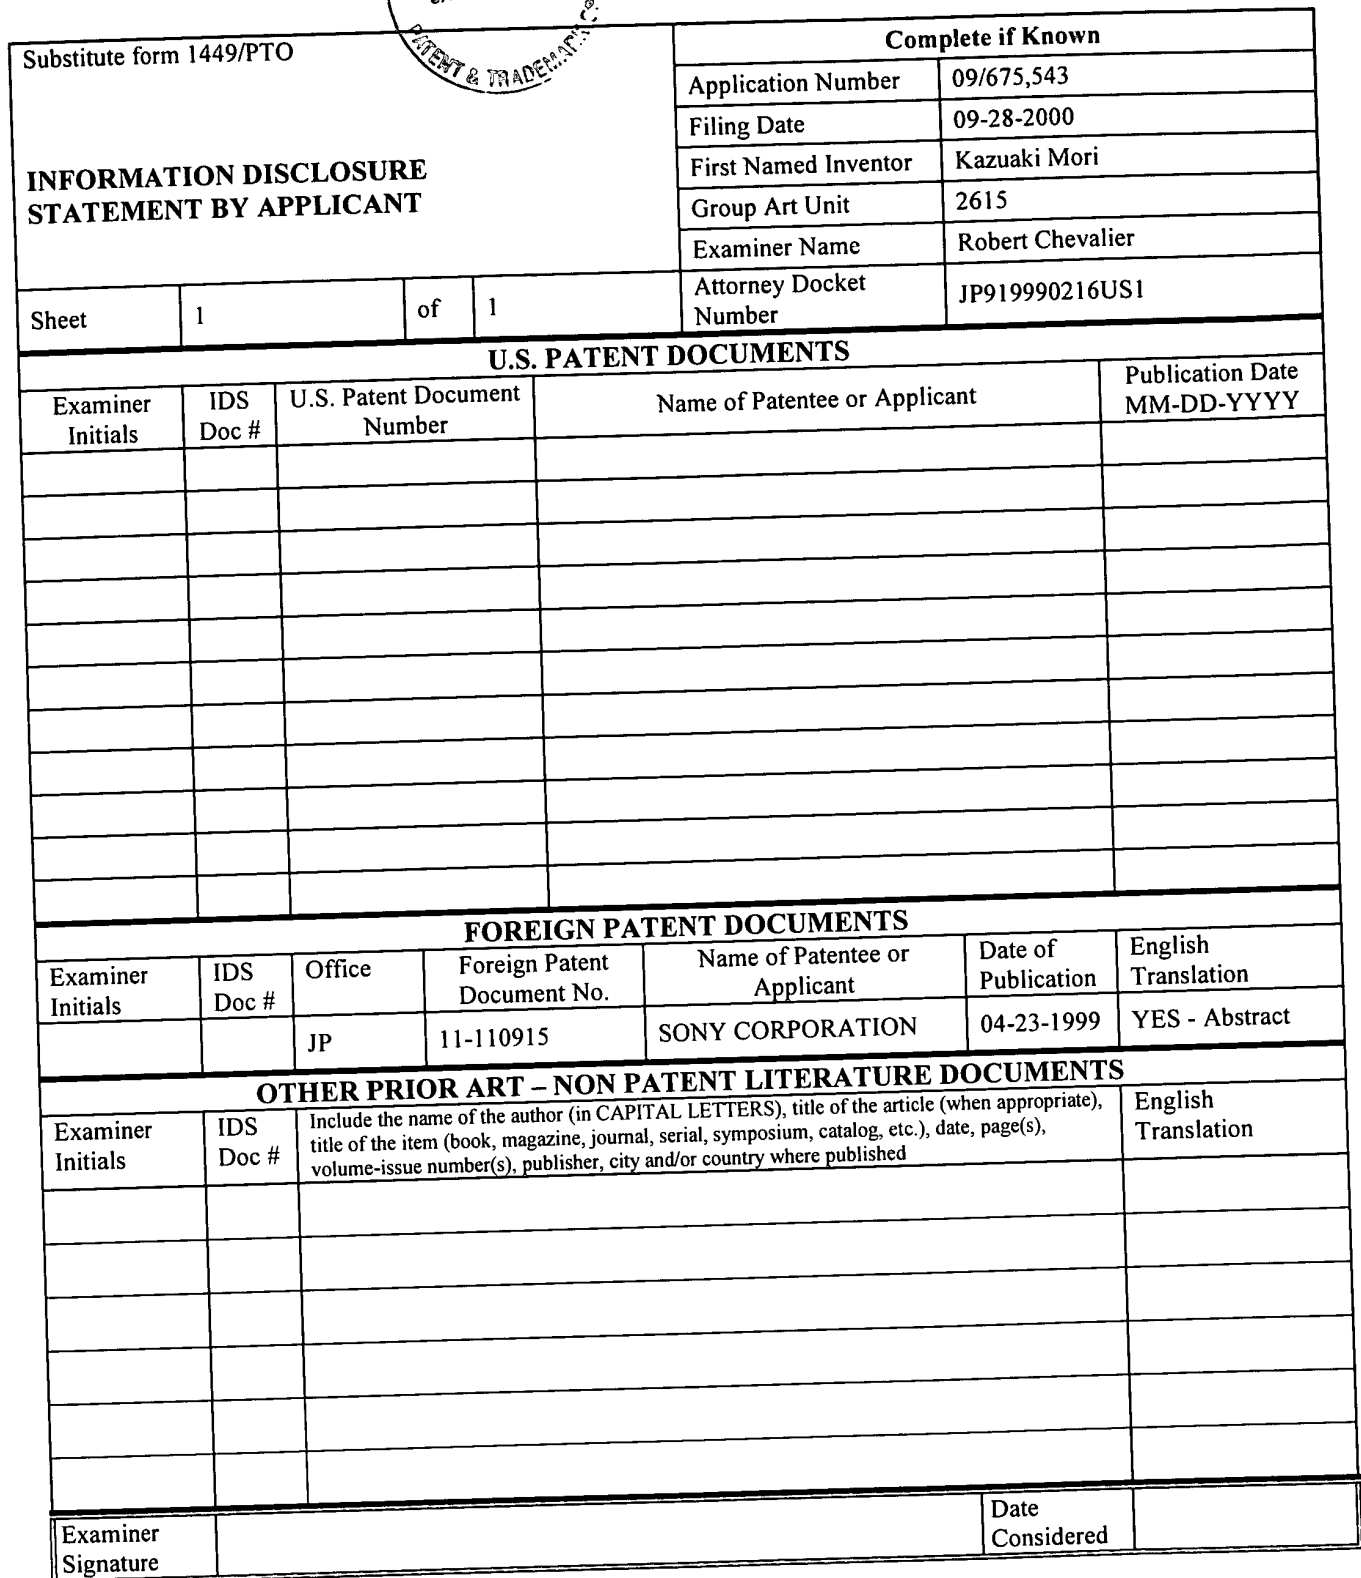 PATENT & TRADEMARK
Substitute form 1449/PTO
INFORMATION DISCLOSURE
STATEMENT BY APPLICANT
Complete if Known
Application Number 09/675,543
Filing Date 09-28-2000
First Named Inventor Kazuaki Mori
Group Art Unit 2615
Examiner Name Robert Chevalier
Attorney Docket
Number
JP919990216US1
Sheet 1 of 1
U.S. PATENT DOCUMENTS
Examiner
Initials
IDS
Doc #
U.S. Patent Document
Number
Name of Patentee or Applicant
Publication Date
MM-DD-YYYY
FOREIGN PATENT DOCUMENTS
Examiner
Initials
IDS
Doc #
Office
Foreign Patent
Document No.
Name of Patentee or
Applicant
Date of
Publication
English
Translation
JP 11-110915 SONY CORPORATION 04-23-1999 YES - Abstract
OTHER PRIOR ART – NON PATENT LITERATURE DOCUMENTS
Examiner
Initials
IDS
Doc #
Include the name of the author (in CAPITAL LETTERS), title of the article (when appropriate),
title of the item (book, magazine, journal, serial, symposium, catalog, etc.), date, page(s),
volume-issue number(s), publisher, city and/or country where published
English
Translation
Examiner
Signature
Date
Considered